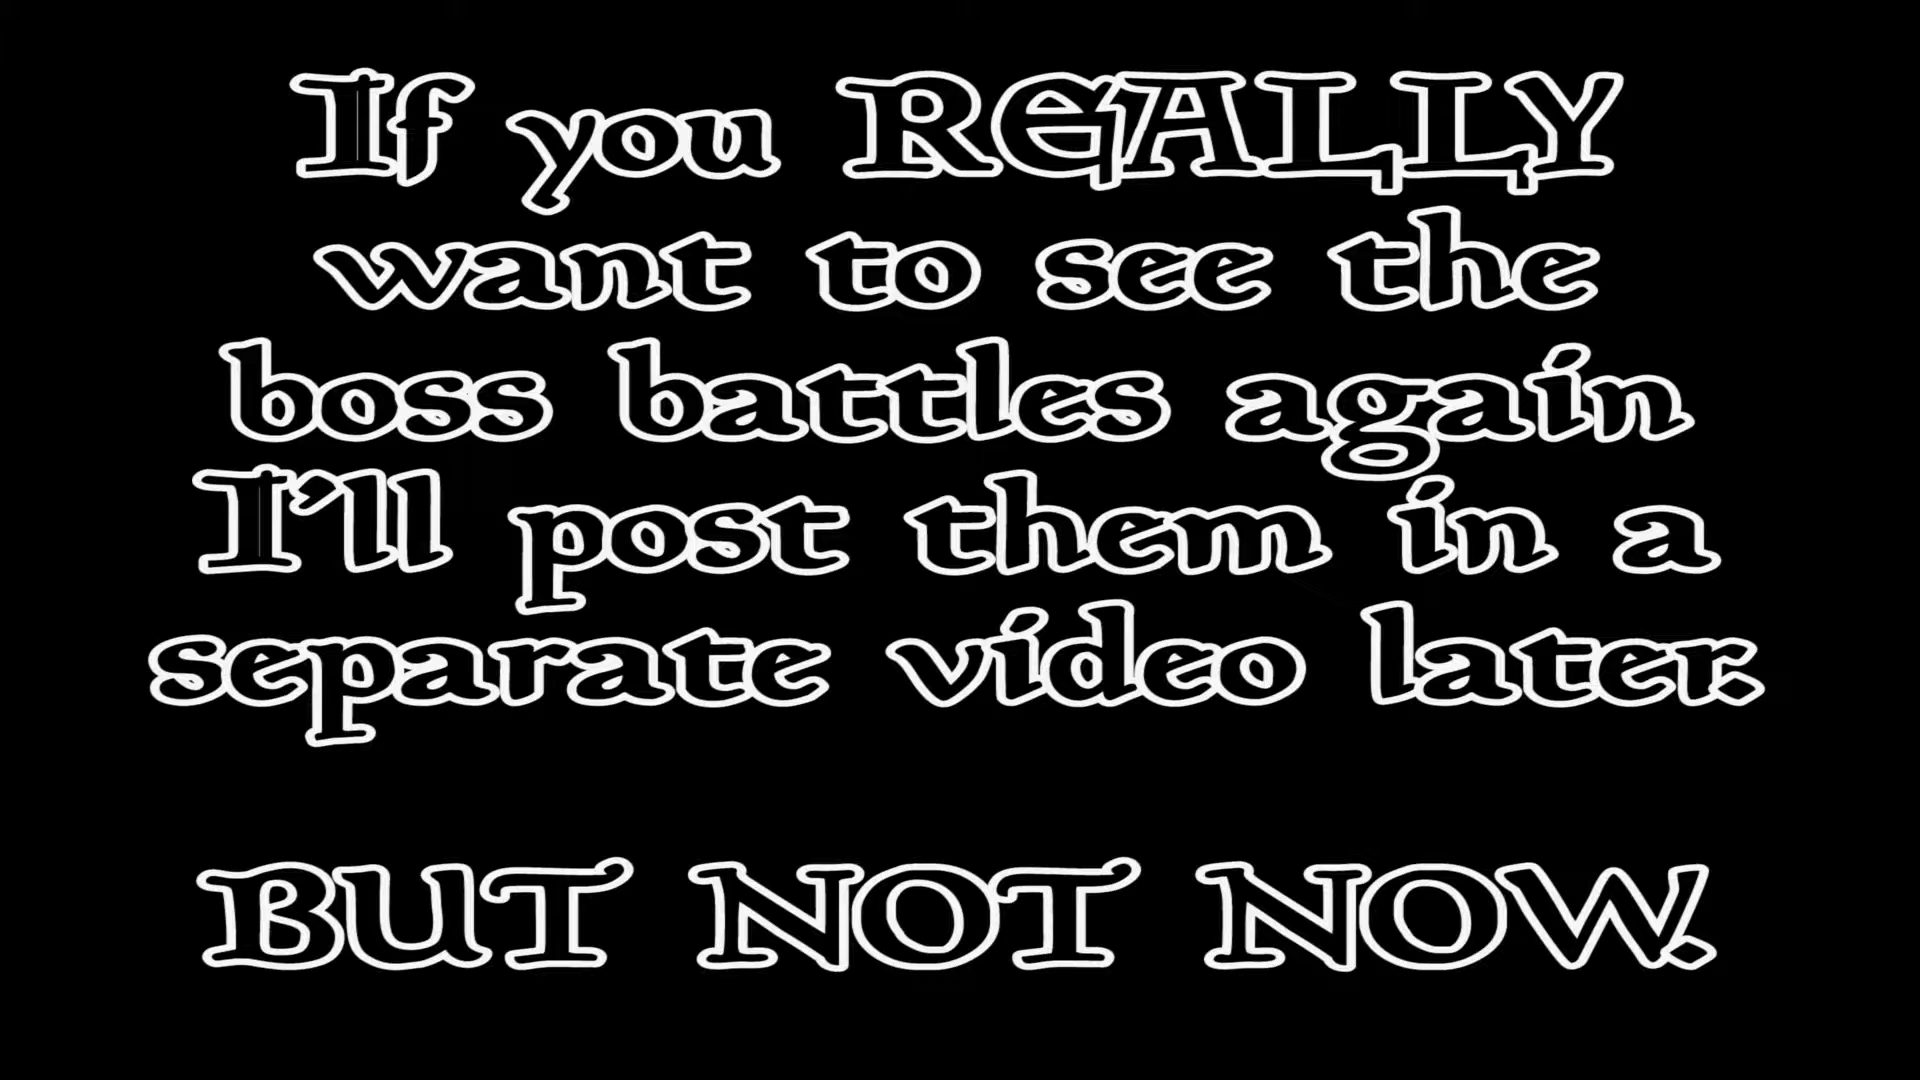 If you REALLY
want to see the
boss battles again
I'll post them in a
separate video later.
BUT NOT NOW.